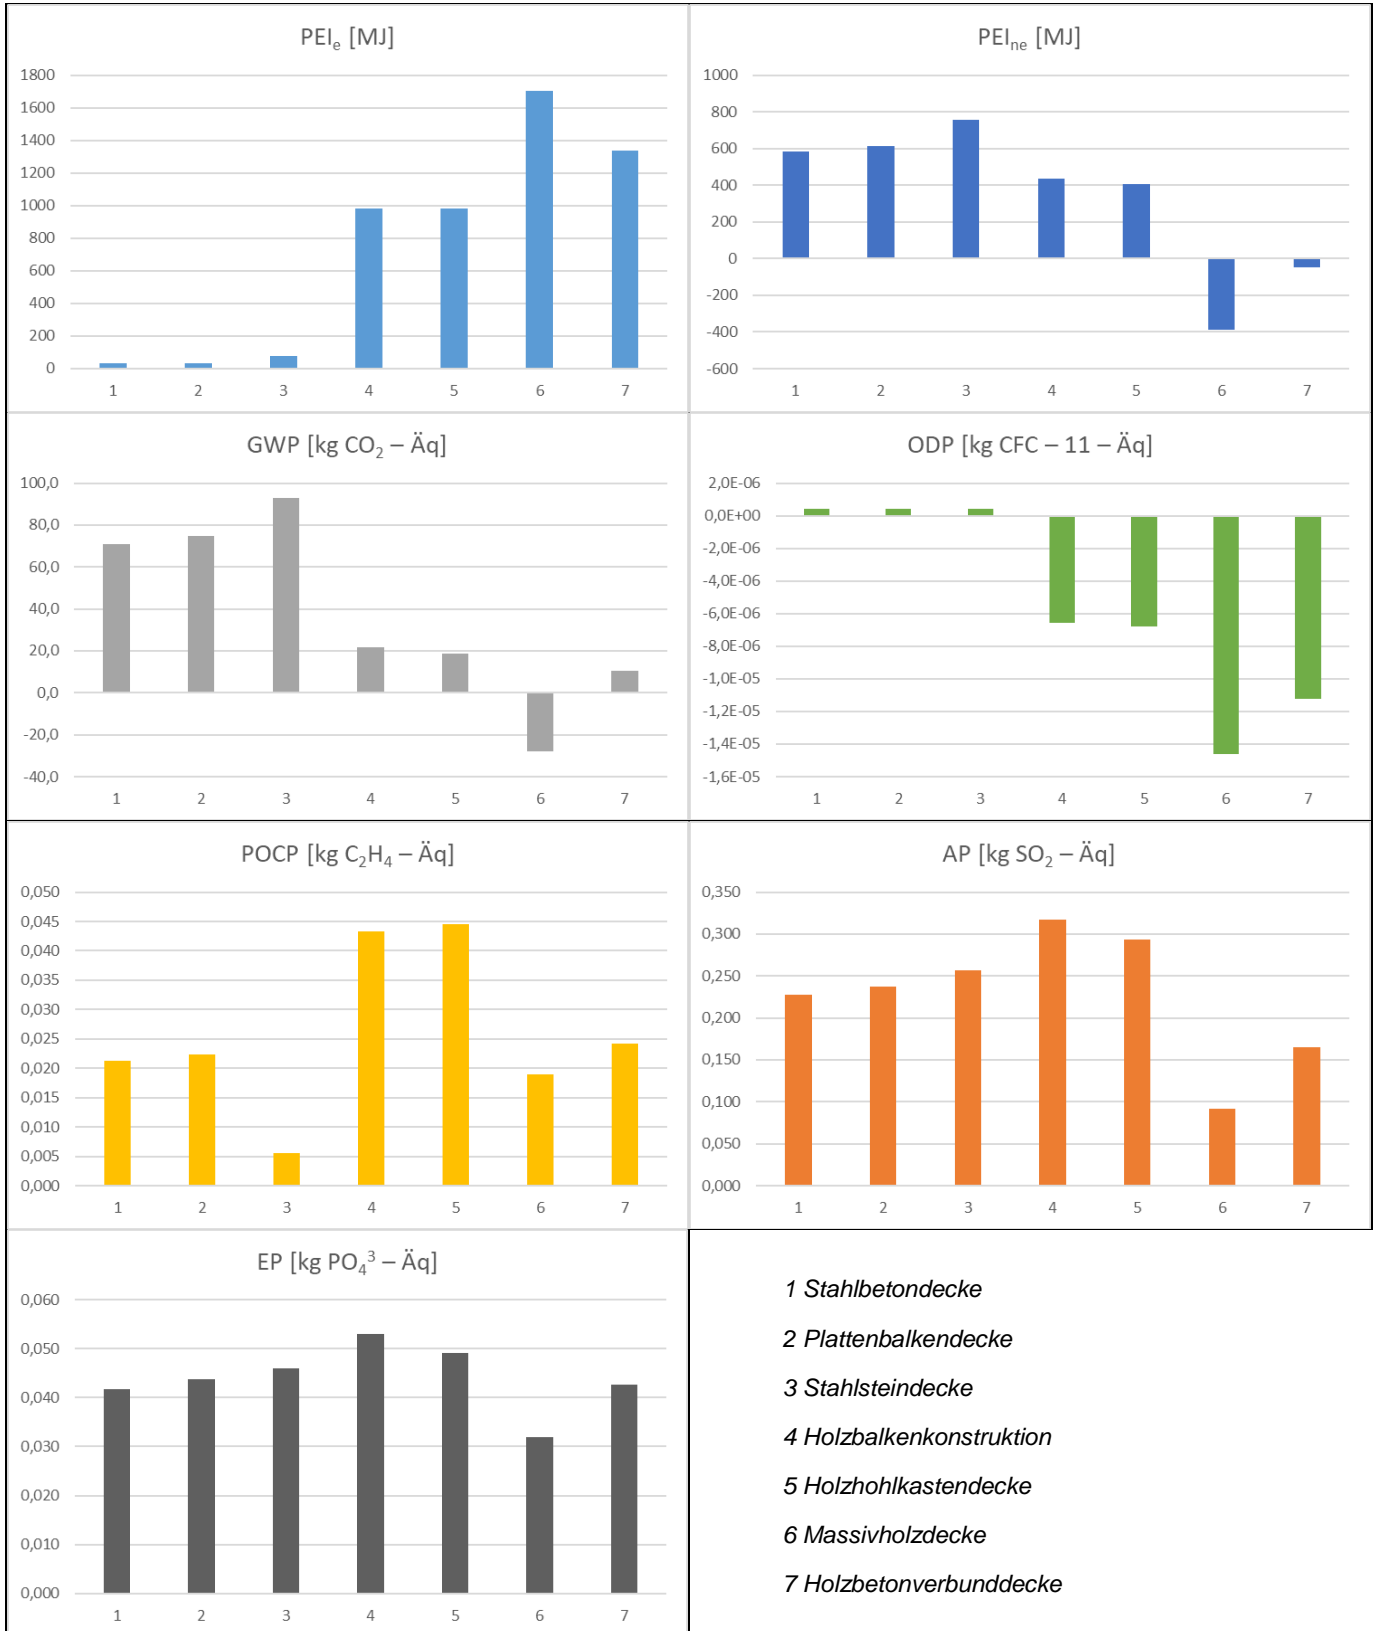 PEIe [MJ]
1800
1600
1400
1200
1000
800
600
400
200
0
1 2 3 4 5 6 7
PEIne [MJ]
1000
800
600
400
200
0
-200
-400
-600
1 2 3 4 5 6 7
GWP [kg CO2 – Äq]
100,0
80,0
60,0
40,0
20,0
0,0
-20,0
-40,0
1 2 3 4 5 6 7
ODP [kg CFC – 11 – Äq]
2,0E-06
0,0E+00
-2,0E-06
-4,0E-06
-6,0E-06
-8,0E-06
-1,0E-05
-1,2E-05
-1,4E-05
-1,6E-05
1 2 3 4 5 6 7
POCP [kg C2H4 – Äq]
0,050
0,045
0,040
0,035
0,030
0,025
0,020
0,015
0,010
0,005
0,000
1 2 3 4 5 6 7
AP [kg SO2 – Äq]
0,350
0,300
0,250
0,200
0,150
0,100
0,050
0,000
1 2 3 4 5 6 7
EP [kg PO4³ – Äq]
0,060
0,050
0,040
0,030
0,020
0,010
0,000
1 2 3 4 5 6 7
1 Stahlbetondecke
2 Plattenbalkendecke
3 Stahlsteindecke
4 Holzbalkenkonstruktion
5 Holzhohlkastendecke
6 Massivholzdecke
7 Holzbetonverbunddecke